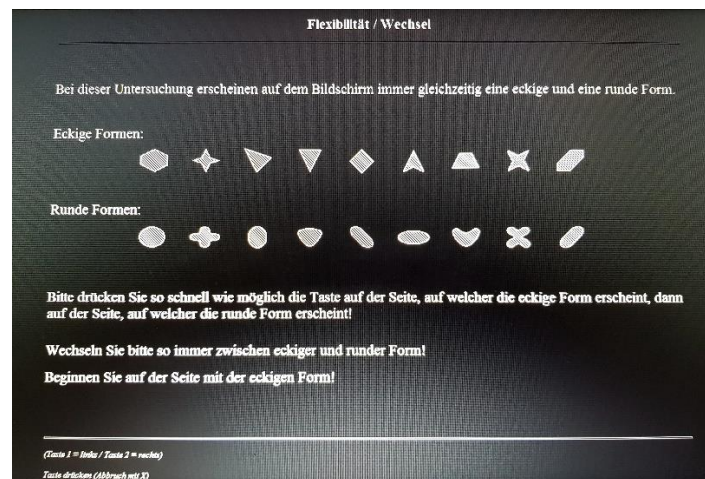 Flexibilität / Wechsel
Bei dieser Untersuchung erscheinen auf dem Bildschirm immer gleichzeitig eine eckige und eine runde Form.
Eckige Formen:
Runde Formen:
Bitte drücken Sie so schnell wie möglich die Taste auf der Seite, auf welcher die eckige Form erscheint, dann
auf der Seite, auf welcher die runde Form erscheint!
Wechseln Sie bitte so immer zwischen eckiger und runder Form!
Beginnen Sie auf der Seite mit der eckigen Form!
(Taste 1 = links / Taste 2 = rechts)
Taste drücken (Abbruch mit X)